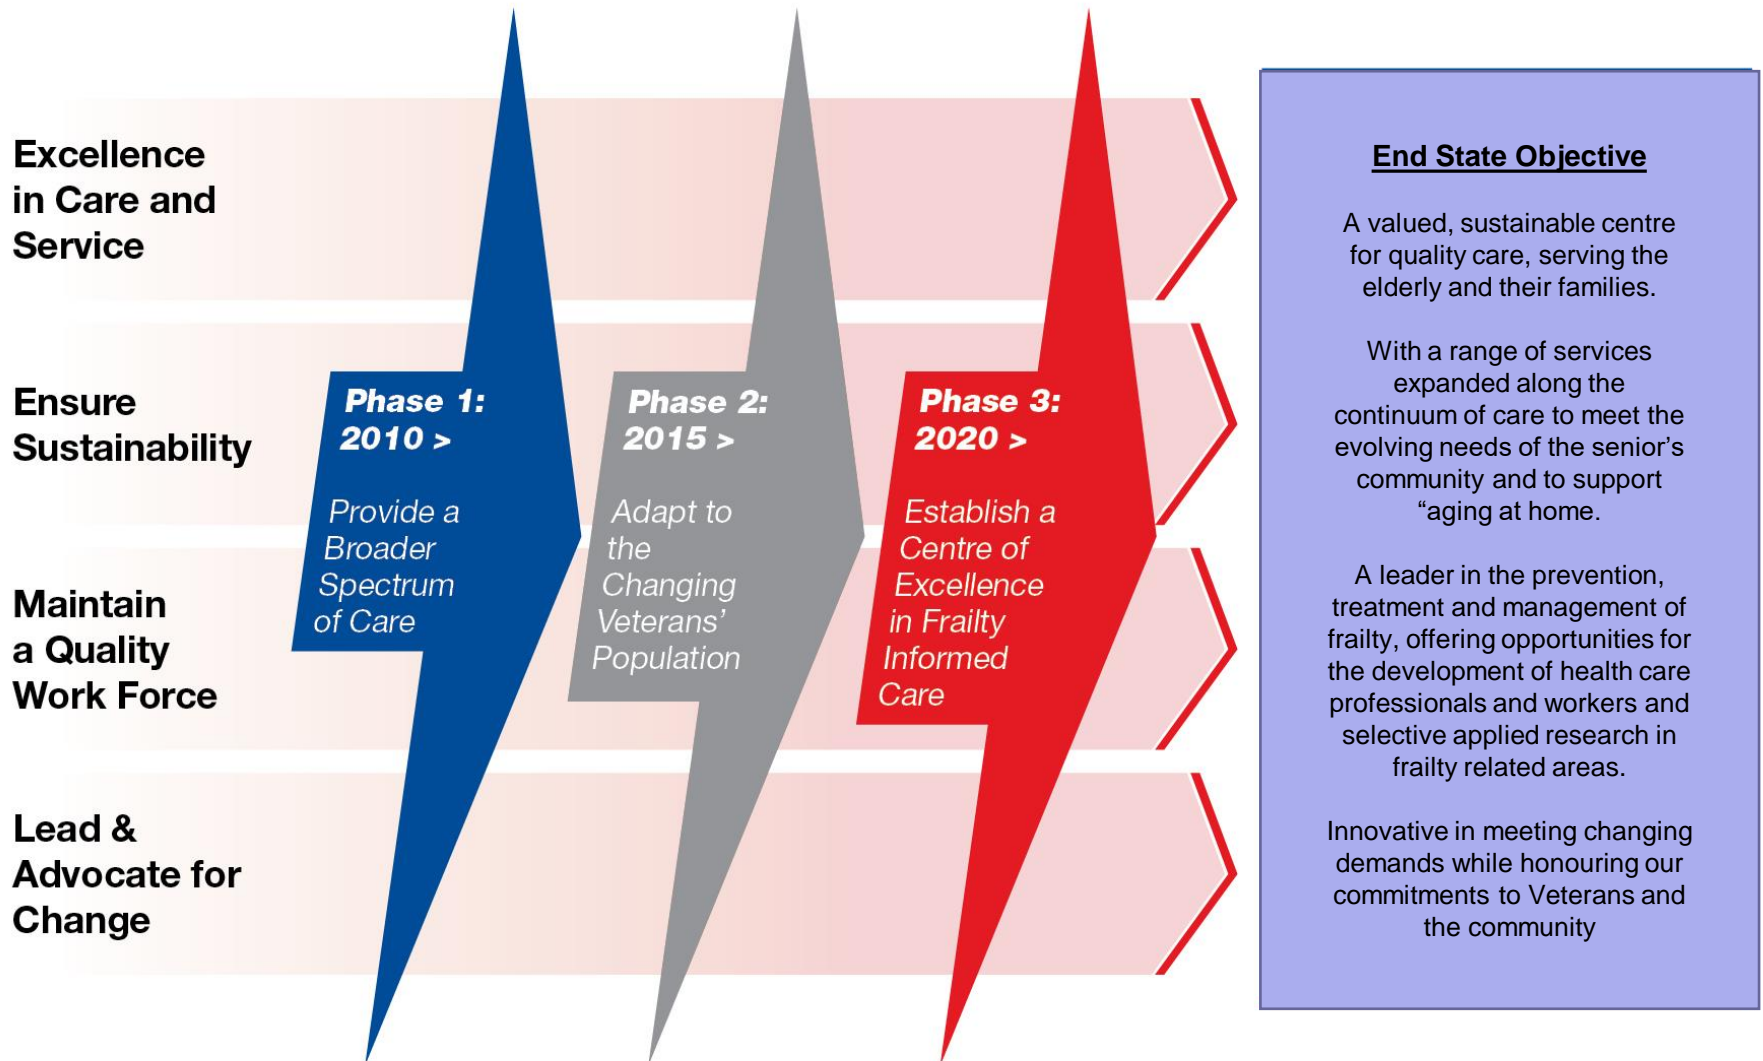 Excellence
in Care and
Service
Ensure
Sustainability
Maintain
a Quality
Work Force
Lead &
Advocate for
Change
Phase 1:
2010 >
Provide a
Broader
Spectrum
of Care
Phase 2:
2015 >
Adapt to
the
Changing
Veterans’
Population
Phase 3:
2020 >
Establish a
Centre of
Excellence
in Frailty
Informed
Care
End State Objective
A valued, sustainable centre
for quality care, serving the
elderly and their families.
With a range of services
expanded along the
continuum of care to meet the
evolving needs of the senior’s
community and to support
“aging at home.
A leader in the prevention,
treatment and management of
frailty, offering opportunities for
the development of health care
professionals and workers and
selective applied research in
frailty related areas.
Innovative in meeting changing
demands while honouring our
commitments to Veterans and
the community